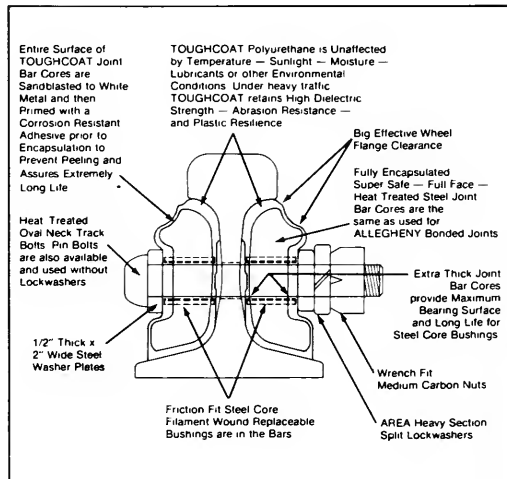 Entire Surface of
TOUGHCOAT Joint
Bar Cores are
Sandblasted to White
Metal and then
Primed with a
Corrosion Resistant
Adhesive prior to
Encapsulation to
Prevent Peeling and
Assures Extremely
Long Life
TOUGHCOAT Polyurethane is Unaffected
by Temperature — Sunlight — Moisture —
Lubricants or other Environmental
Conditions Under heavy traffic
TOUGHCOAT retains High Dielectric
Strength — Abrasion Resistance —
and Plastic Resilience
Big Effective Wheel
Flange Clearance
Fully Encapsulated
Super Safe — Full Face —
Heat Treated Steel Joint
Bar Cores are the
same as used for
ALLEGHENY Bonded Joints
Heat Treated
Oval Neck Track
Bolts Pin Bolts
are also available
and used without
Lockwashers
Extra Thick Joint
Bar Cores
provide Maximum
Bearing Surface
and Long Life for
Steel Core Bushings
1/2" Thick x
2" Wide Steel
Washer Plates
Wrench Fit
Medium Carbon Nuts
Friction Fit Steel Core
Filament Wound Replaceable
Bushings are in the Bars
AREA Heavy Section
Split Lockwashers